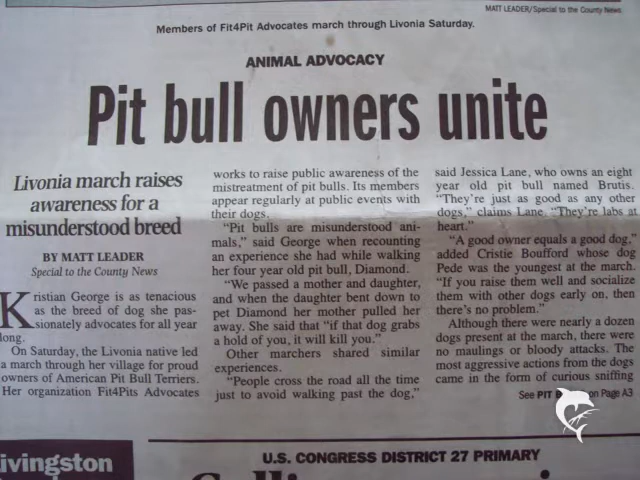 MATT LEADER/Special to the County News
Members of Fit4Pit Advocates march through Livonia Saturday.
ANIMAL ADVOCACY
Pit bull owners unite
Livonia march raises
awareness for a
misunderstood breed
BY MATT LEADER
Special to the County News
Kristian George is as tenacious
as the breed of dog she pas-
sionately advocates for all year
long.
On Saturday, the Livonia native led
a march through her village for proud
owners of American Pit Bull Terriers.
Her organization Fit4Pits Advocates
works to raise public awareness of the
mistreatment of pit bulls. Its members
appear regularly at public events with
their dogs.
"Pit bulls are misunderstood ani-
mals," said George when recounting
an experience she had while walking
her four year old pit bull, Diamond.
"We passed a mother and daughter,
and when the daughter bent down to
pet Diamond her mother pulled her
away. She said that "if that dog grabs
a hold of you, it will kill you."
Other marchers shared similar
experiences.
"People cross the road all the time
just to avoid walking past the dog,"
said Jessica Lane, who owns an eight
year old pit bull named Brutis.
"They're just as good as any other
dogs," claims Lane. "They're labs at
heart."
"A good owner equals a good dog,"
added Cristie Boufford whose dog
Pede was the youngest at the march.
"If you raise them well and socialize
them with other dogs early on, then
there's no problem."
Although there were nearly a dozen
dogs present at the march, there were
no maulings or bloody attacks. The
most aggressive actions from the dogs
came in the form of curious sniffing
See PIT on Page A3
ivingston
U.S. CONGRESS DISTRICT 27 PRIMARY